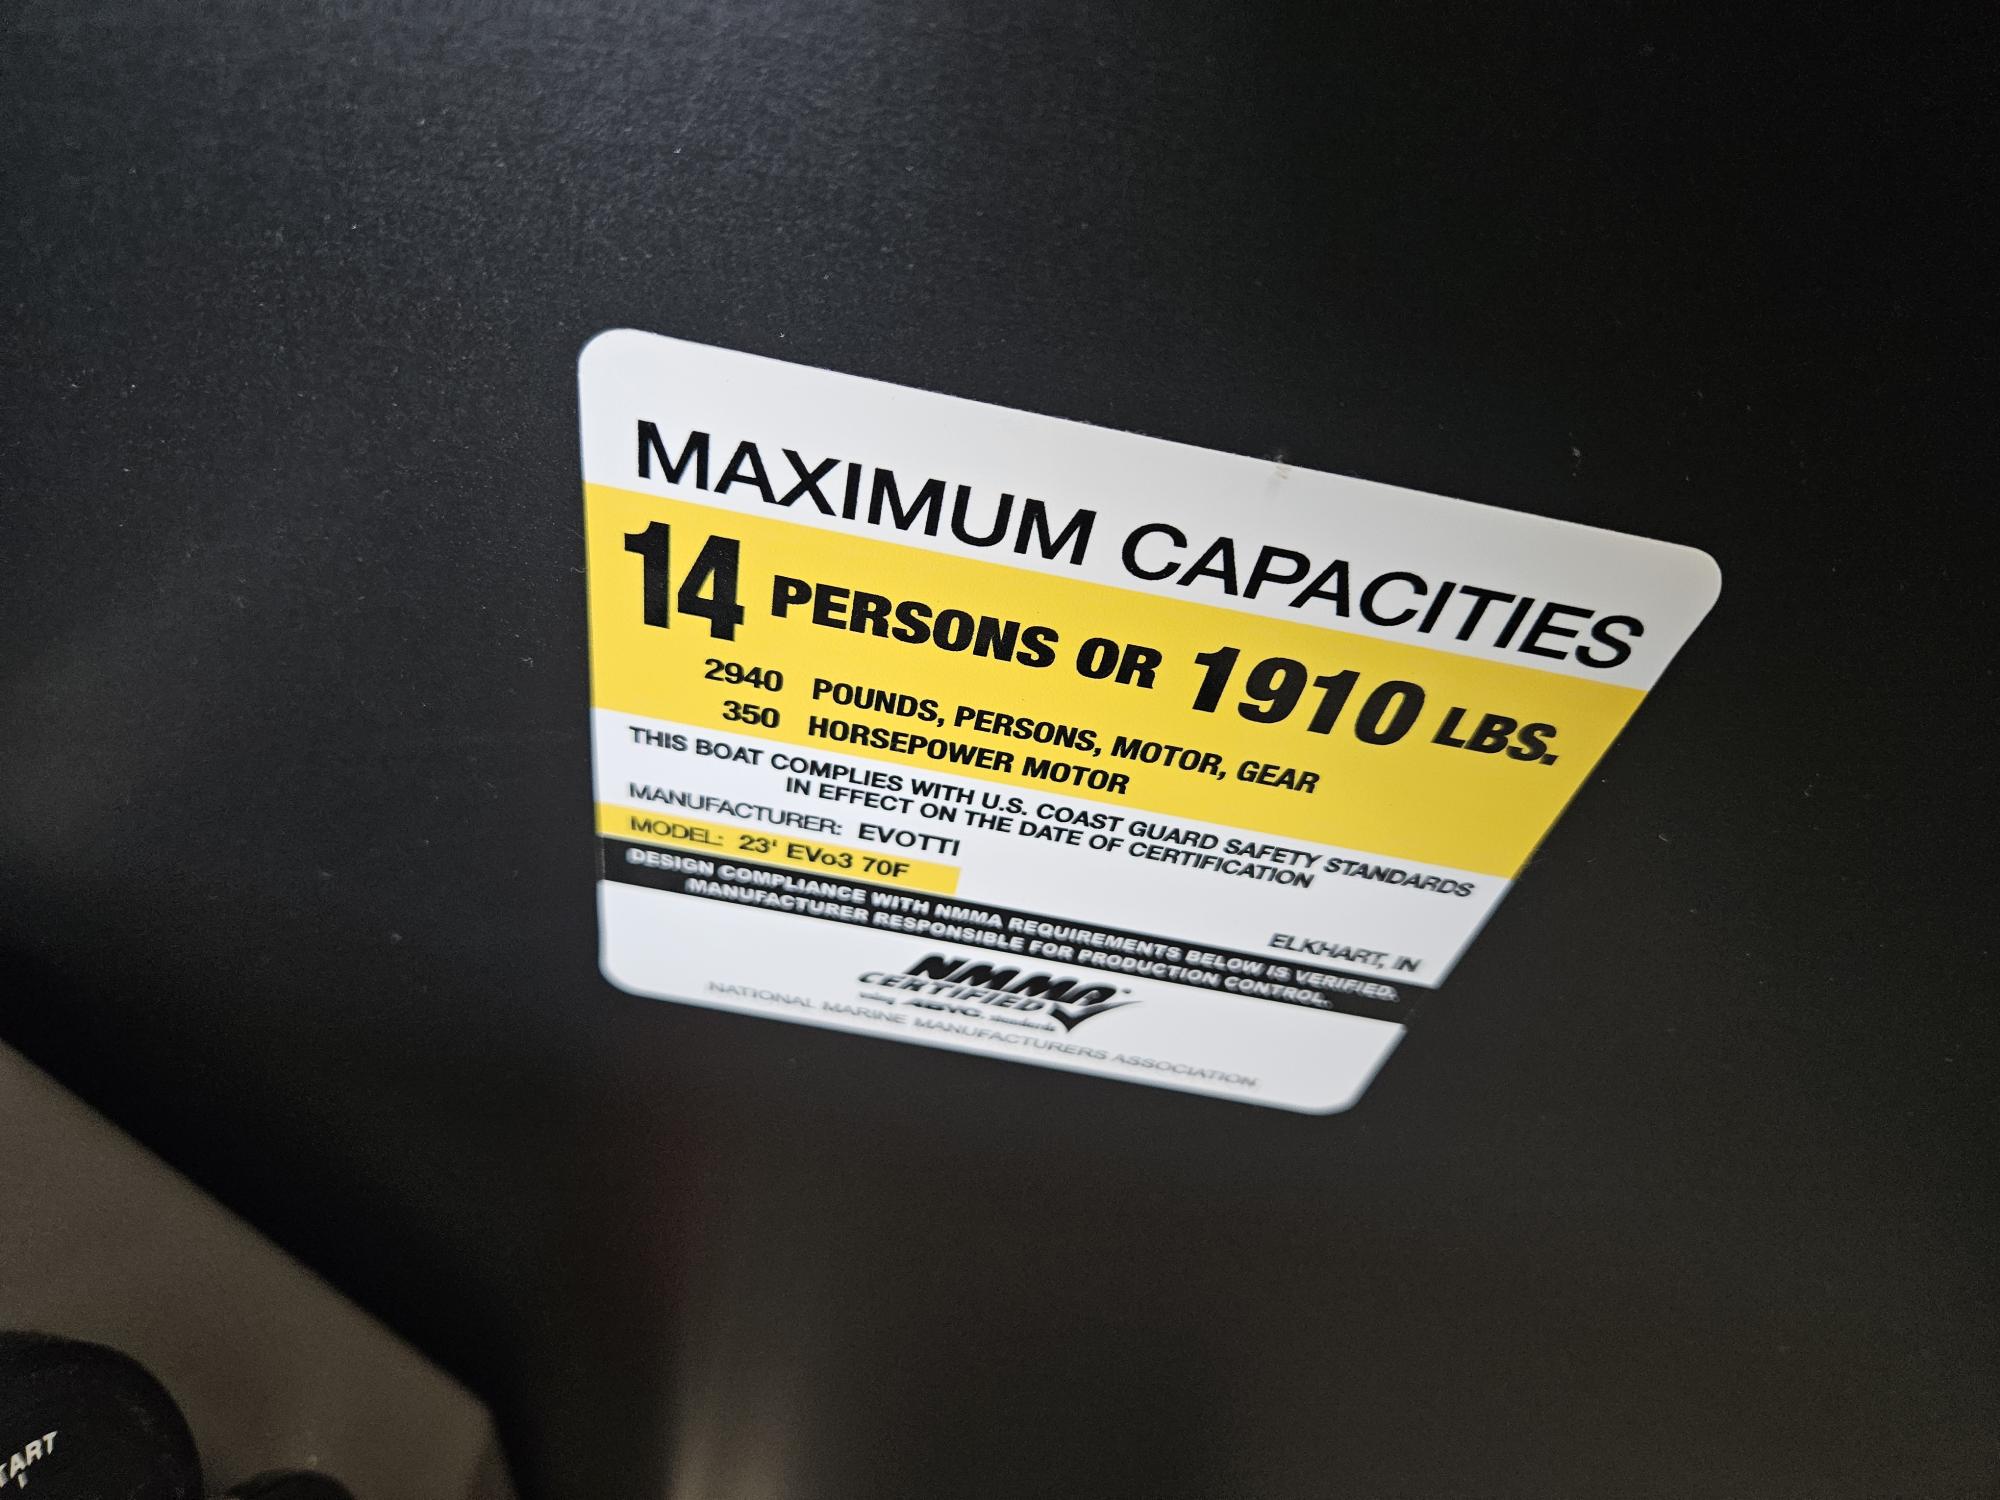 MAXIMUM CAPACITIES
14 PERSONS OR 1910 LBS.
2940 POUNDS, PERSONS, MOTOR, GEAR
350 HORSEPOWER MOTOR
THIS BOAT COMPLIES WITH U.S. COAST GUARD SAFETY STANDARDS
IN EFFECT ON THE DATE OF CERTIFICATION
MANUFACTURER: EVOTTI
ELKHART, IN
MODEL: 23' EVo3 70F
DESIGN COMPLIANCE WITH NMMA REQUIREMENTS BELOW IS VERIFIED.
MANUFACTURER RESPONSIBLE FOR PRODUCTION CONTROL.
NMMA
CERTIFIED
using ABYC. standards
NATIONAL MARINE MANUFACTURERS ASSOCIATION